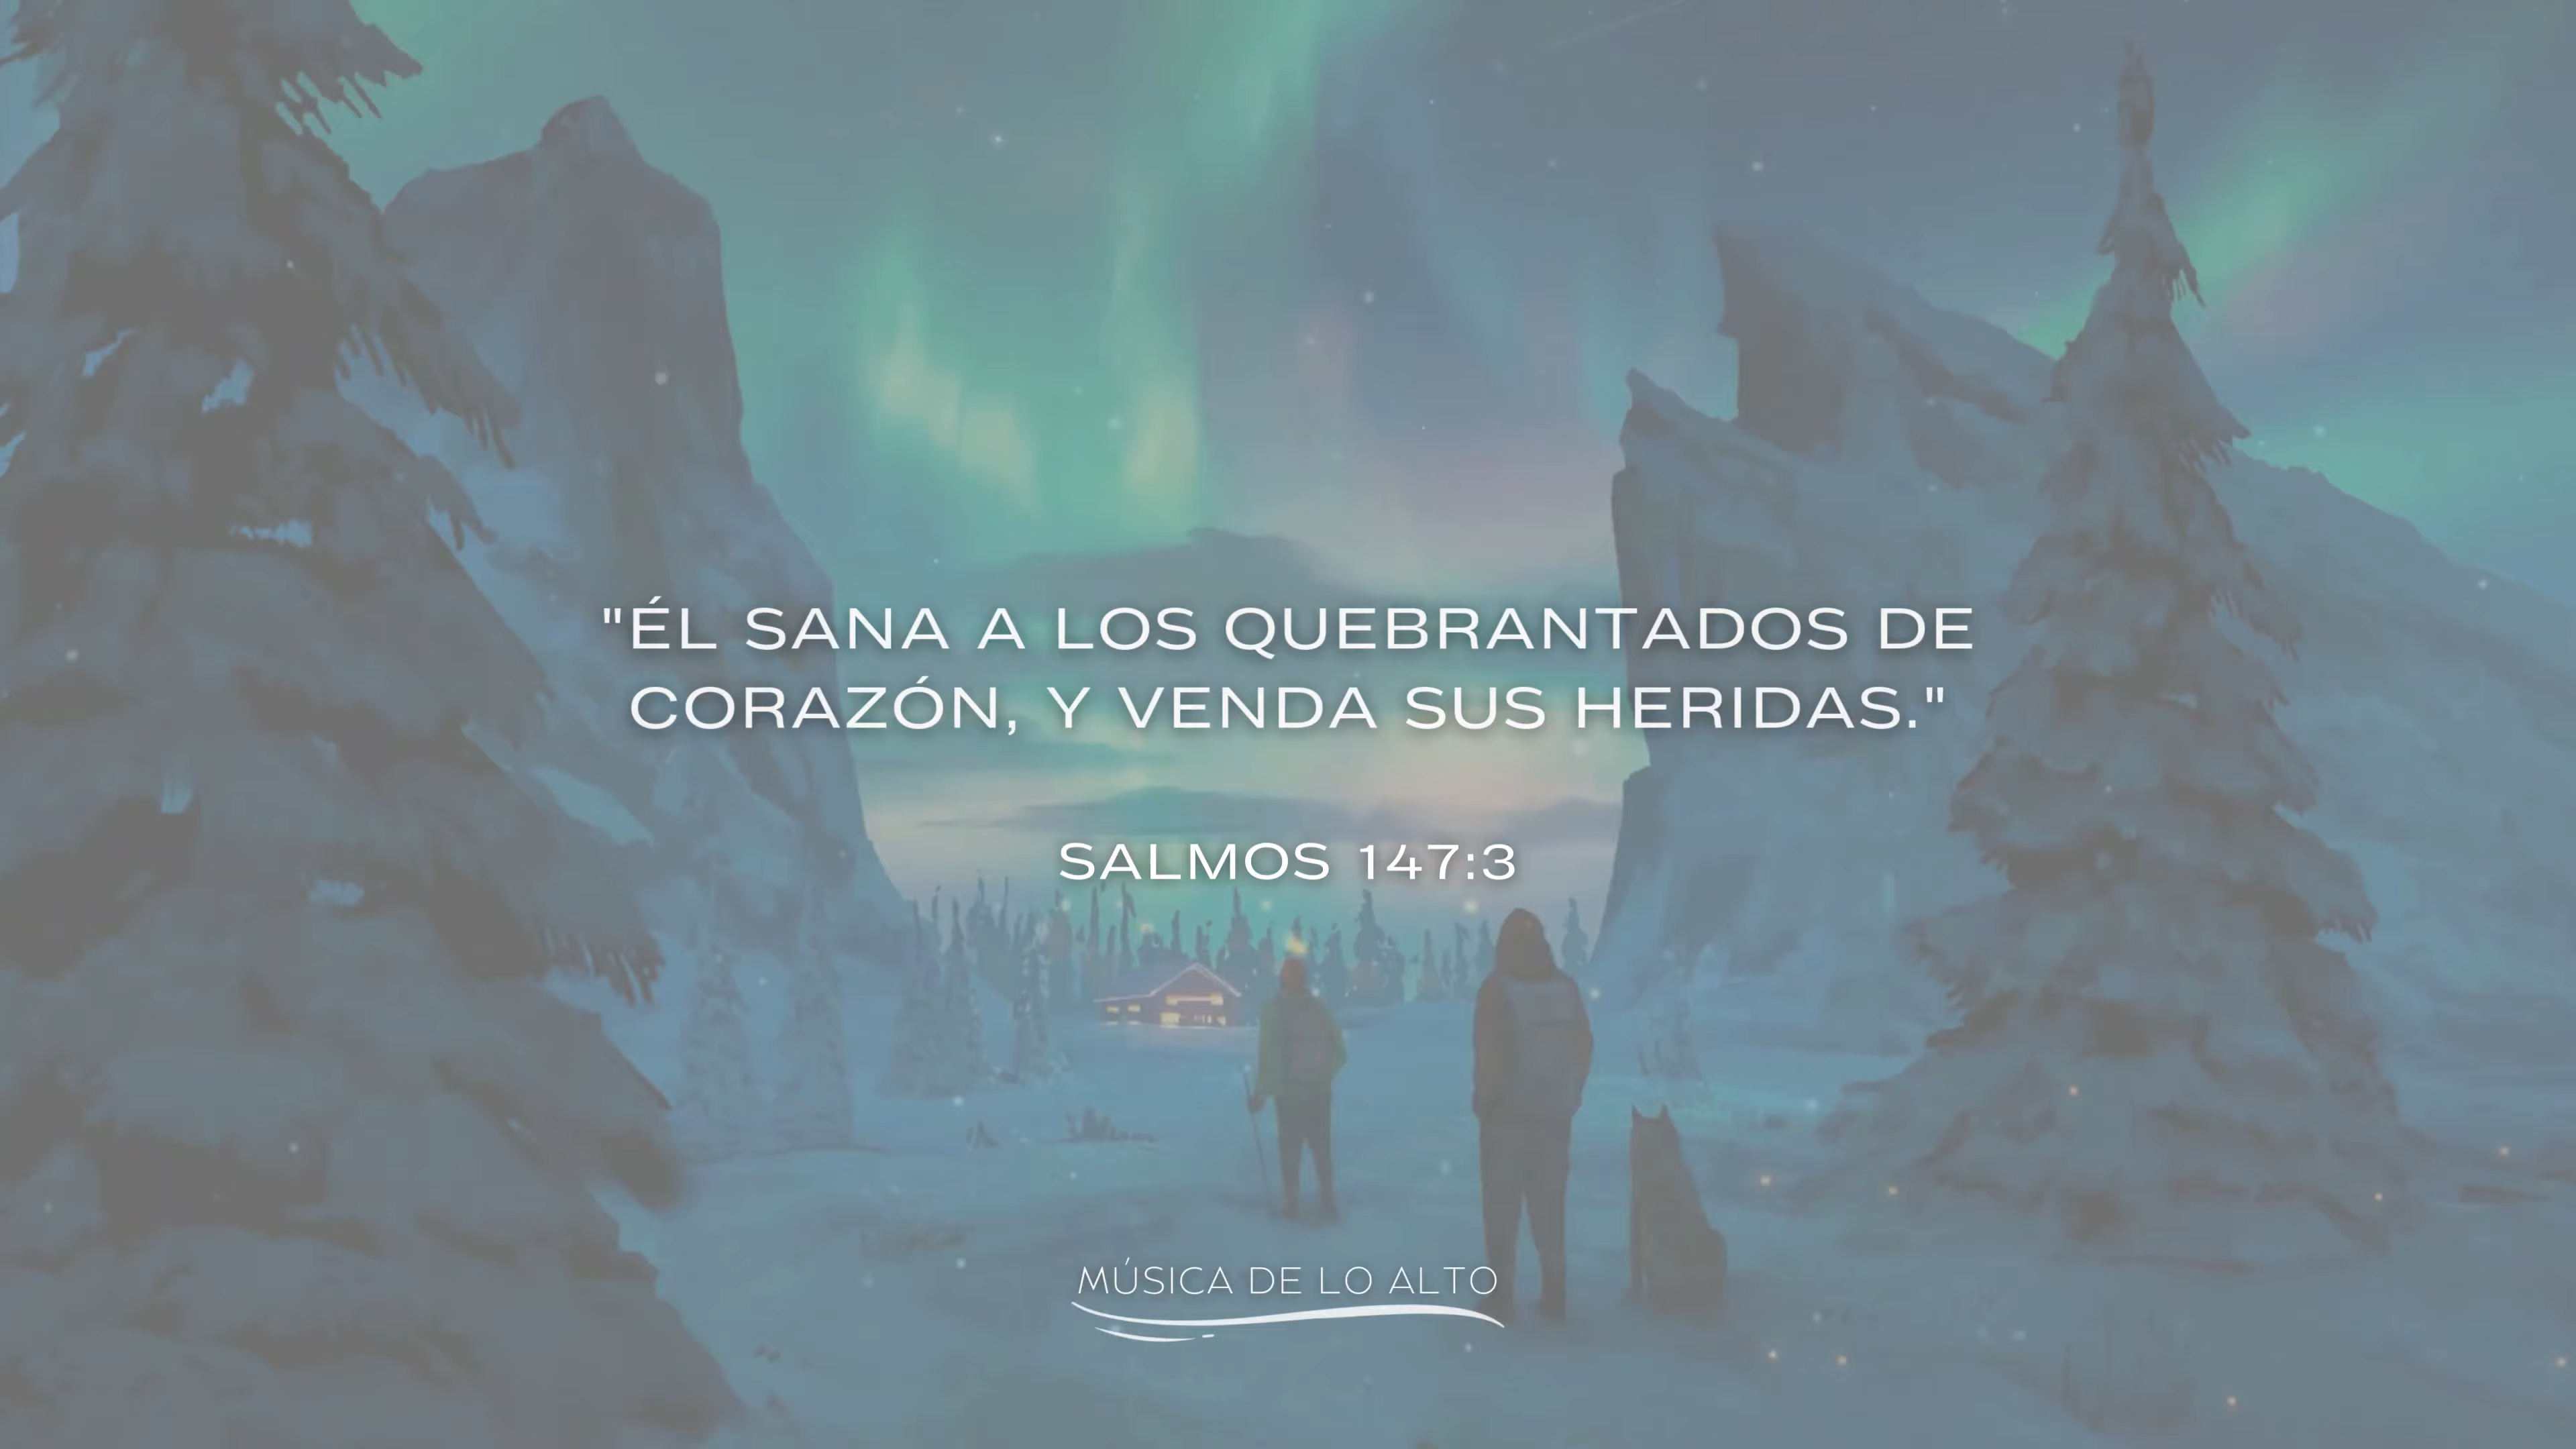 "ÉL SANA A LOS QUEBRANTADOS DE
CORAZÓN, Y VENDA SUS HERIDAS."
SALMOS 147:3
MÚSICA DE LO ALTO